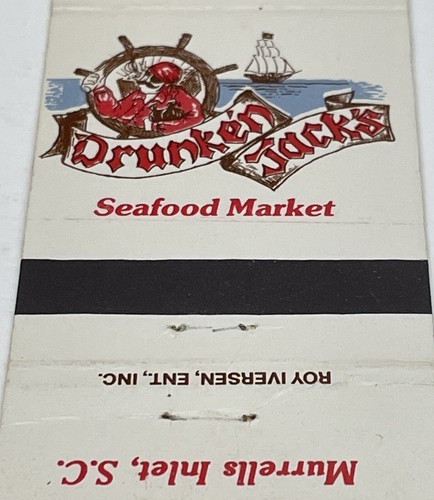 Drunken Jack's
Seafood Market
ROY IVERSEN, ENT., INC.
Murrells Inlet, S.C.